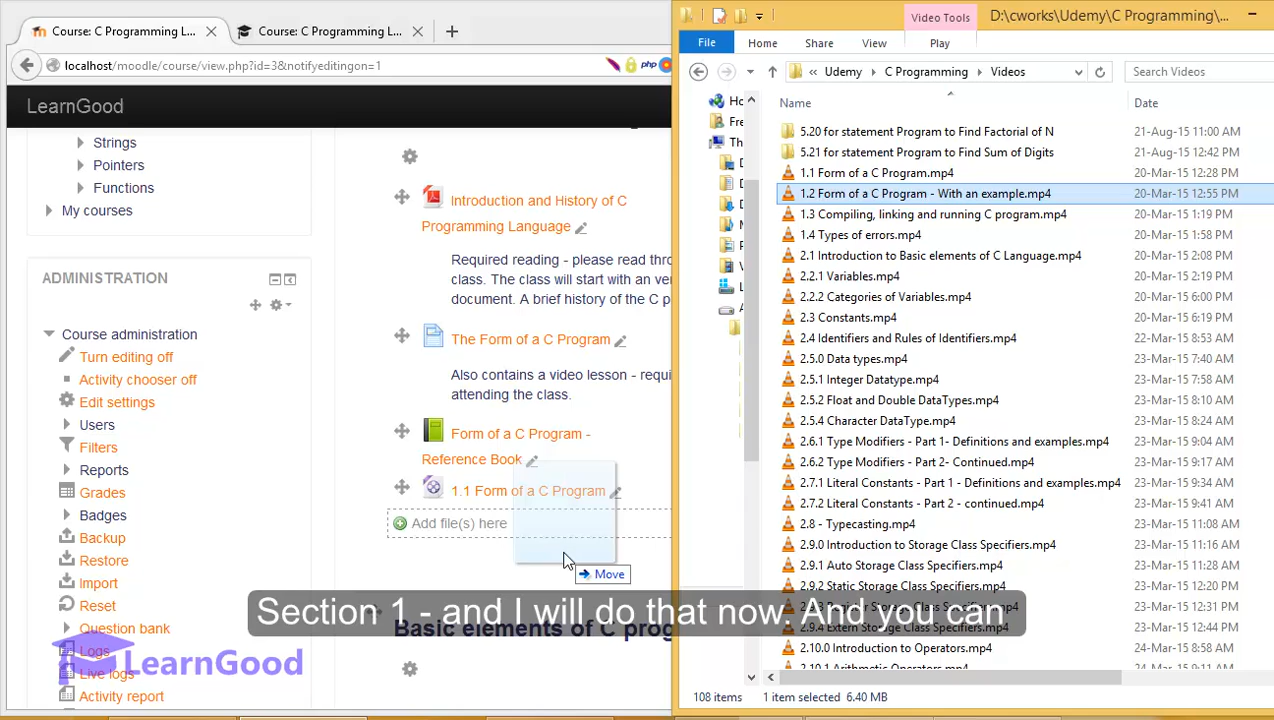 Course: C Programming L...
Course: C Programming L...
localhost/moodle/course/view.php?id=3&notifyeditingon=1
php
LearnGood
Strings
Pointers
Functions
My courses
ADMINISTRATION
Course administration
Turn editing off
Activity chooser off
Edit settings
Users
Filters
Reports
Grades
Badges
Backup
Restore
Import
Reset
Question bank
Logs
Live logs
Activity report
LearnGood
Introduction and History of C
Programming Language
Required reading - please read thro
class. The class will start with an ver
document. A brief history of the C p
The Form of a C Program
Also contains a video lesson - requi
attending the class.
Form of a C Program -
Reference Book
1.1 Form of a C Program
Add file(s) here
Move
Basic elements of C prog
Section 1 - and I will do that now. And you can
Video Tools
D:\cworks\Udemy\C Programming\...
File
Home
Share
View
Play
« Udemy
C Programming
Videos
Search Videos
Name
Date
5.20 for statement Program to Find Factorial of N
21-Aug-15 11:00 AM
5.21 for statement Program to Find Sum of Digits
21-Aug-15 12:42 PM
1.1 Form of a C Program.mp4
20-Mar-15 12:28 PM
1.2 Form of a C Program - With an example.mp4
20-Mar-15 12:55 PM
1.3 Compiling, linking and running C program.mp4
20-Mar-15 1:19 PM
1.4 Types of errors.mp4
20-Mar-15 1:58 PM
2.1 Introduction to Basic elements of C Language.mp4
20-Mar-15 2:08 PM
2.2.1 Variables.mp4
20-Mar-15 2:19 PM
2.2.2 Categories of Variables.mp4
20-Mar-15 6:00 PM
2.3 Constants.mp4
20-Mar-15 6:19 PM
2.4 Identifiers and Rules of Identifiers.mp4
22-Mar-15 8:53 AM
2.5.0 Data types.mp4
23-Mar-15 7:40 AM
2.5.1 Integer Datatype.mp4
23-Mar-15 7:58 AM
2.5.2 Float and Double DataTypes.mp4
23-Mar-15 8:10 AM
2.5.4 Character DataType.mp4
23-Mar-15 8:24 AM
2.6.1 Type Modifiers - Part 1- Definitions and examples.mp4
23-Mar-15 9:04 AM
2.6.2 Type Modifiers - Part 2- Continued.mp4
23-Mar-15 9:13 AM
2.7.1 Literal Constants - Part 1 - Definitions and examples.mp4
23-Mar-15 9:34 AM
2.7.2 Literal Constants - Part 2 - continued.mp4
23-Mar-15 9:41 AM
2.8 - Typecasting.mp4
23-Mar-15 11:08 AM
2.9.0 Introduction to Storage Class Specifiers.mp4
23-Mar-15 11:16 AM
2.9.1 Auto Storage Class Specifiers.mp4
23-Mar-15 11:28 AM
2.9.2 Static Storage Class Specifiers.mp4
23-Mar-15 12:08 PM
23-Mar-15 12:31 PM
2.9.4 Extern Storage Class Specifiers.mp4
23-Mar-15 12:41 PM
2.10.0 Introduction to Operators.mp4
24-Mar-15 8:58 AM
2.10.1 Arithmetic Operators.mp4
24-Mar-15 9:11 AM
108 items
1 item selected 6.40 MB